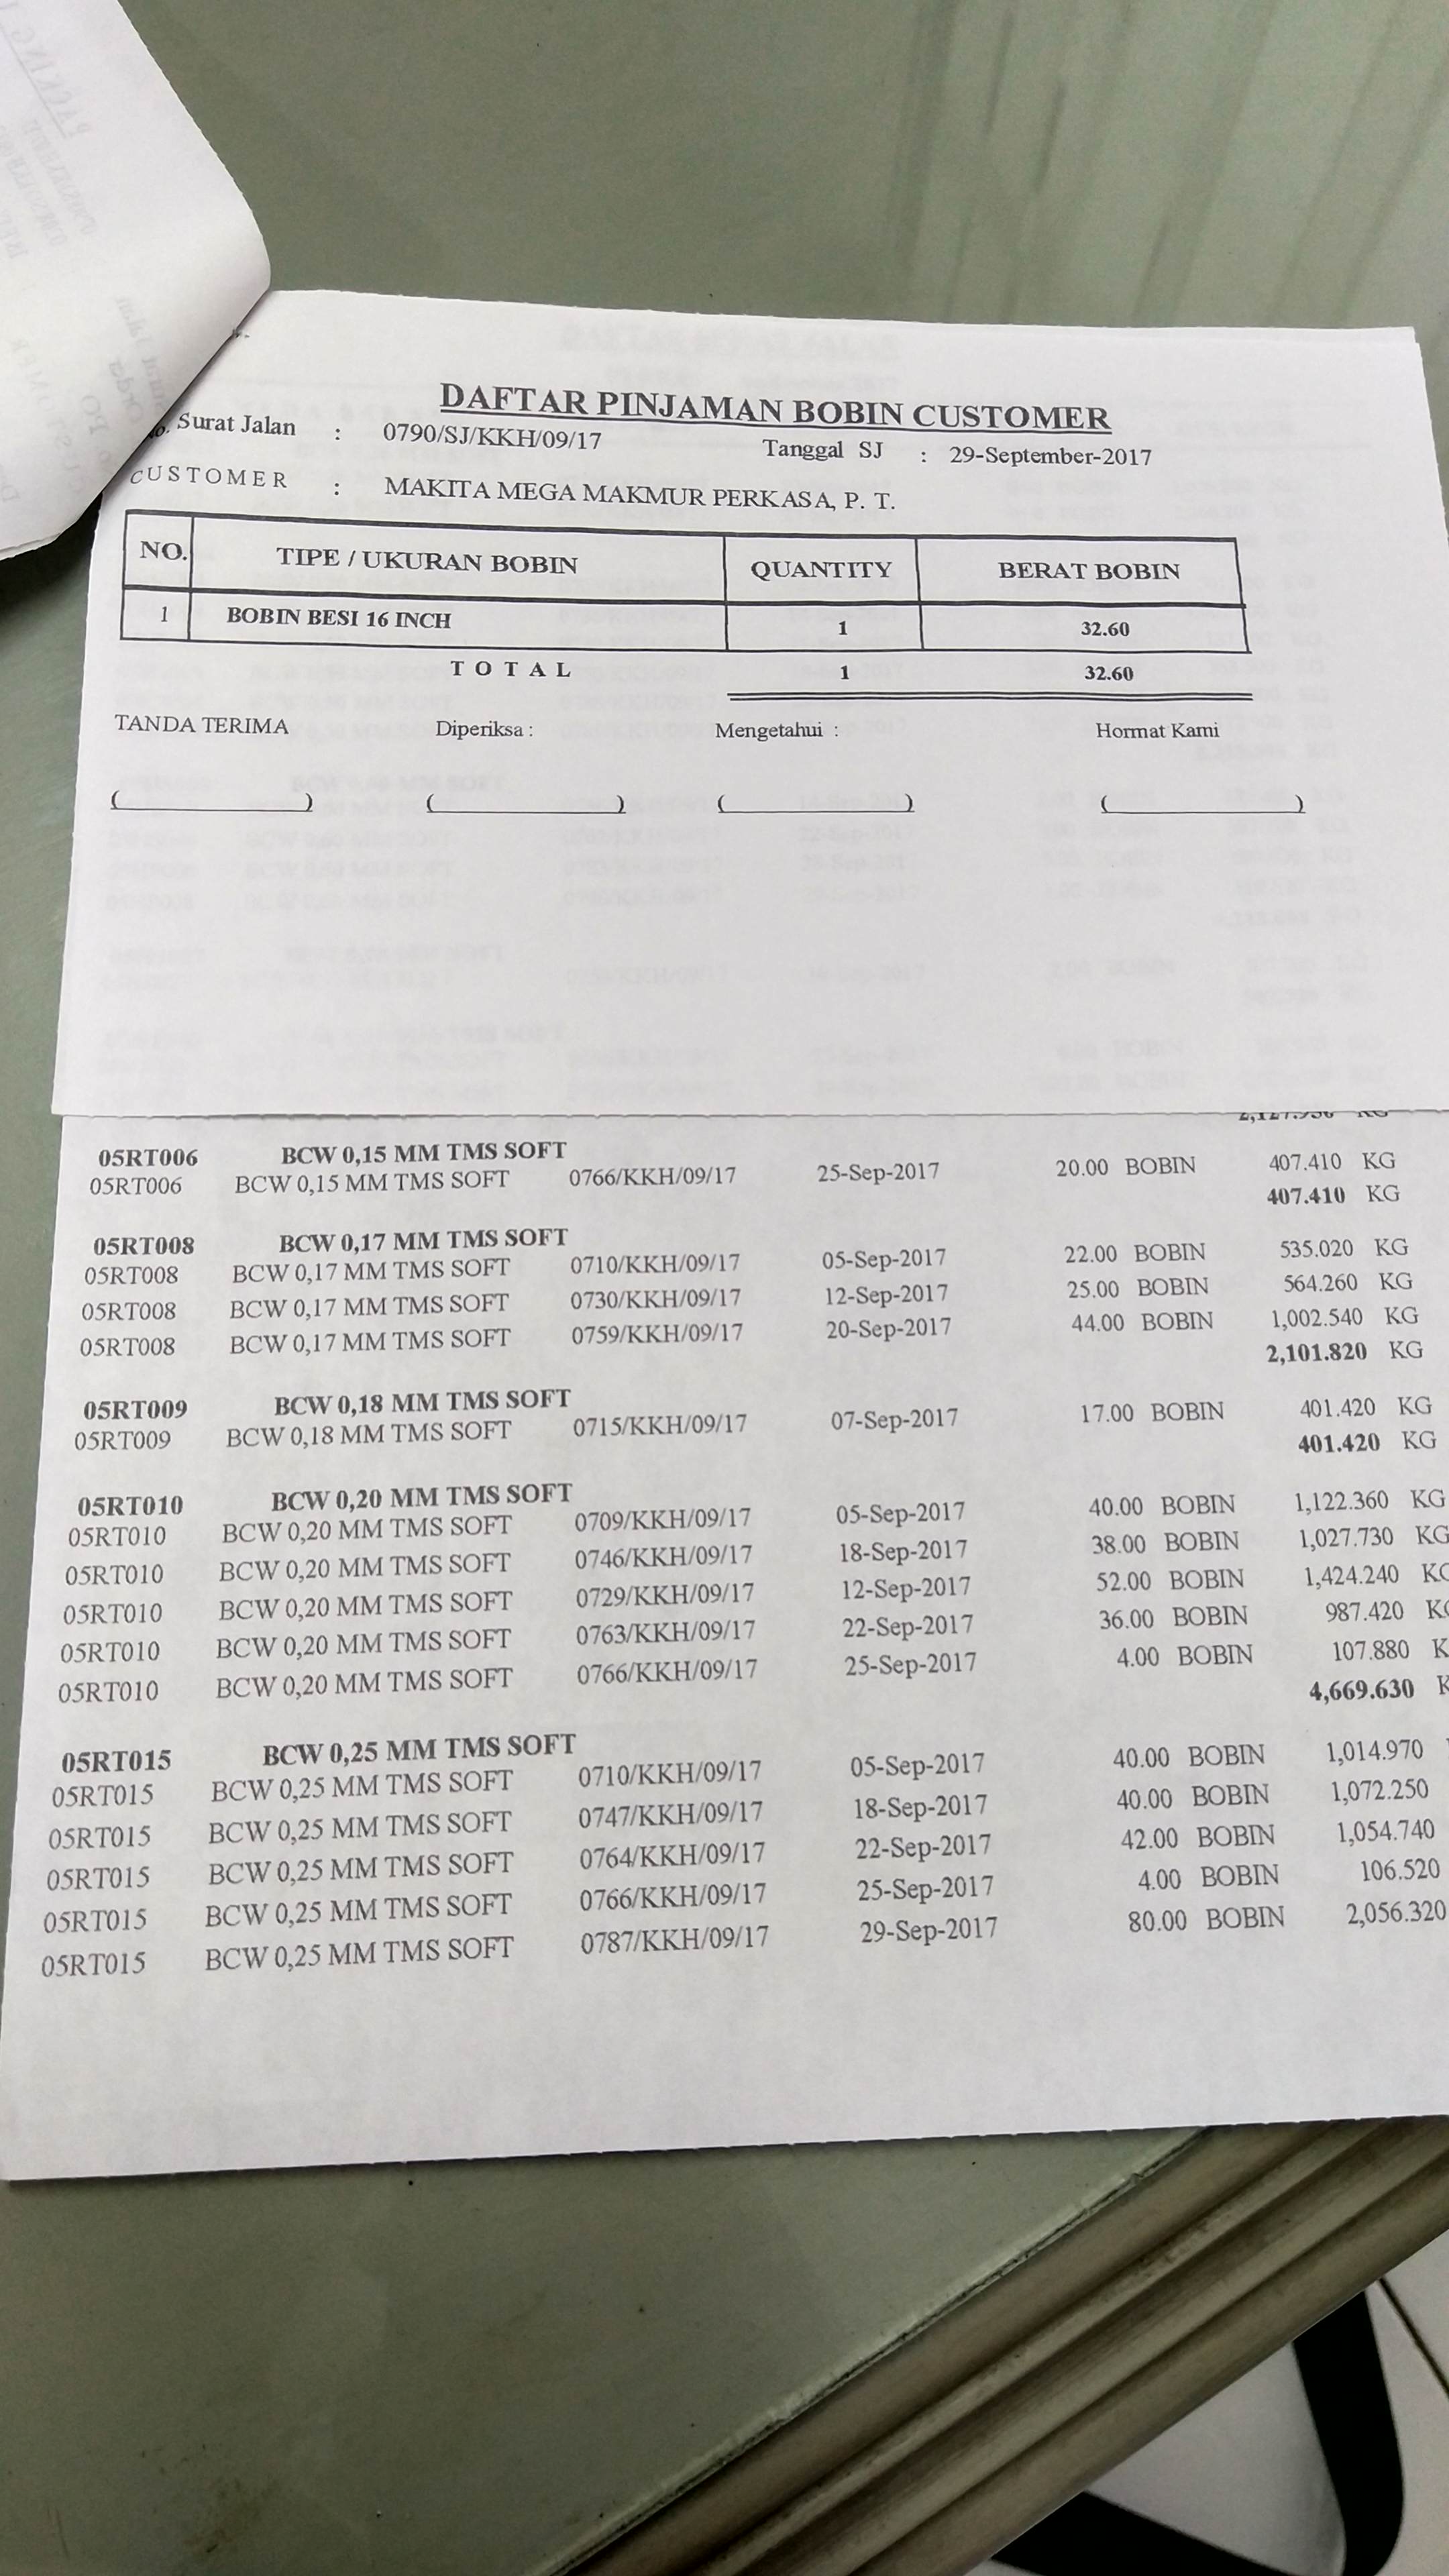 DAFTAR PINJAMAN BOBIN CUSTOMER
Surat Jalan : 0790/SJ/KKH/09/17 Tanggal SJ : 29-September-2017
CUSTOMER : MAKITA MEGA MAKMUR PERKASA, P. T.
NO. TIPE / UKURAN BOBIN QUANTITY BERAT BOBIN
1 BOBIN BESI 16 INCH 1 32.60
T O T A L 1 32.60
TANDA TERIMA Diperiksa : Mengetahui : Hormat Kami
(            ) (            ) (            ) (            )
2,127.950 KG
05RT006 BCW 0,15 MM TMS SOFT
05RT006 BCW 0,15 MM TMS SOFT 0766/KKH/09/17 25-Sep-2017 20.00 BOBIN 407.410 KG
407.410 KG
05RT008 BCW 0,17 MM TMS SOFT
05RT008 BCW 0,17 MM TMS SOFT 0710/KKH/09/17 05-Sep-2017 22.00 BOBIN 535.020 KG
05RT008 BCW 0,17 MM TMS SOFT 0730/KKH/09/17 12-Sep-2017 25.00 BOBIN 564.260 KG
05RT008 BCW 0,17 MM TMS SOFT 0759/KKH/09/17 20-Sep-2017 44.00 BOBIN 1,002.540 KG
2,101.820 KG
05RT009 BCW 0,18 MM TMS SOFT
05RT009 BCW 0,18 MM TMS SOFT 0715/KKH/09/17 07-Sep-2017 17.00 BOBIN 401.420 KG
401.420 KG
05RT010 BCW 0,20 MM TMS SOFT
05RT010 BCW 0,20 MM TMS SOFT 0709/KKH/09/17 05-Sep-2017 40.00 BOBIN 1,122.360 KG
05RT010 BCW 0,20 MM TMS SOFT 0746/KKH/09/17 18-Sep-2017 38.00 BOBIN 1,027.730 KG
05RT010 BCW 0,20 MM TMS SOFT 0729/KKH/09/17 12-Sep-2017 52.00 BOBIN 1,424.240 KG
05RT010 BCW 0,20 MM TMS SOFT 0763/KKH/09/17 22-Sep-2017 36.00 BOBIN 987.420 K
05RT010 BCW 0,20 MM TMS SOFT 0766/KKH/09/17 25-Sep-2017 4.00 BOBIN 107.880 K
4,669.630 K
05RT015 BCW 0,25 MM TMS SOFT
05RT015 BCW 0,25 MM TMS SOFT 0710/KKH/09/17 05-Sep-2017 40.00 BOBIN 1,014.970
05RT015 BCW 0,25 MM TMS SOFT 0747/KKH/09/17 18-Sep-2017 40.00 BOBIN 1,072.250
05RT015 BCW 0,25 MM TMS SOFT 0764/KKH/09/17 22-Sep-2017 42.00 BOBIN 1,054.740
05RT015 BCW 0,25 MM TMS SOFT 0766/KKH/09/17 25-Sep-2017 4.00 BOBIN 106.520
05RT015 BCW 0,25 MM TMS SOFT 0787/KKH/09/17 29-Sep-2017 80.00 BOBIN 2,056.320